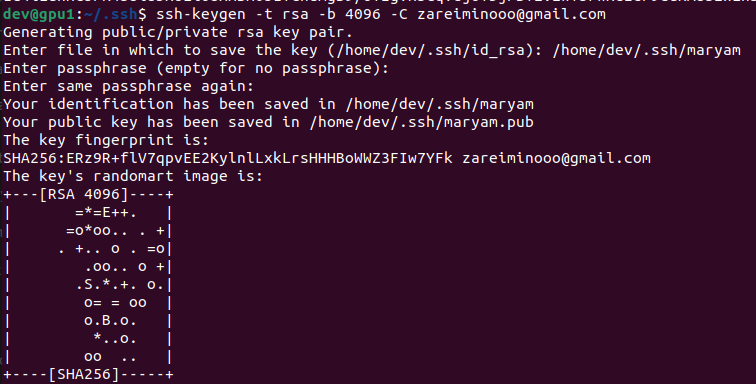 dev@gpu1:~/.ssh$ ssh-keygen -t rsa -b 4096 -C zareiminooo@gmail.com
Generating public/private rsa key pair.
Enter file in which to save the key (/home/dev/.ssh/id_rsa): /home/dev/.ssh/maryam
Enter passphrase (empty for no passphrase):
Enter same passphrase again:
Your identification has been saved in /home/dev/.ssh/maryam
Your public key has been saved in /home/dev/.ssh/maryam.pub
The key fingerprint is:
SHA256:ERz9R+flV7qpvEE2KylnlLxkLrsHHHBoWWZ3FIw7YFk zareiminooo@gmail.com
The key's randomart image is:
+---[RSA 4096]----+
|       =*=E++.   |
|      =o*oo.. . +|
|     . +.. o . =o|
|        .oo.. o +|
|       .S.*.+. o.|
|        o= = oo  |
|        o.B.o.   |
|         *..o.   |
|        oo  ..   |
+----[SHA256]-----+